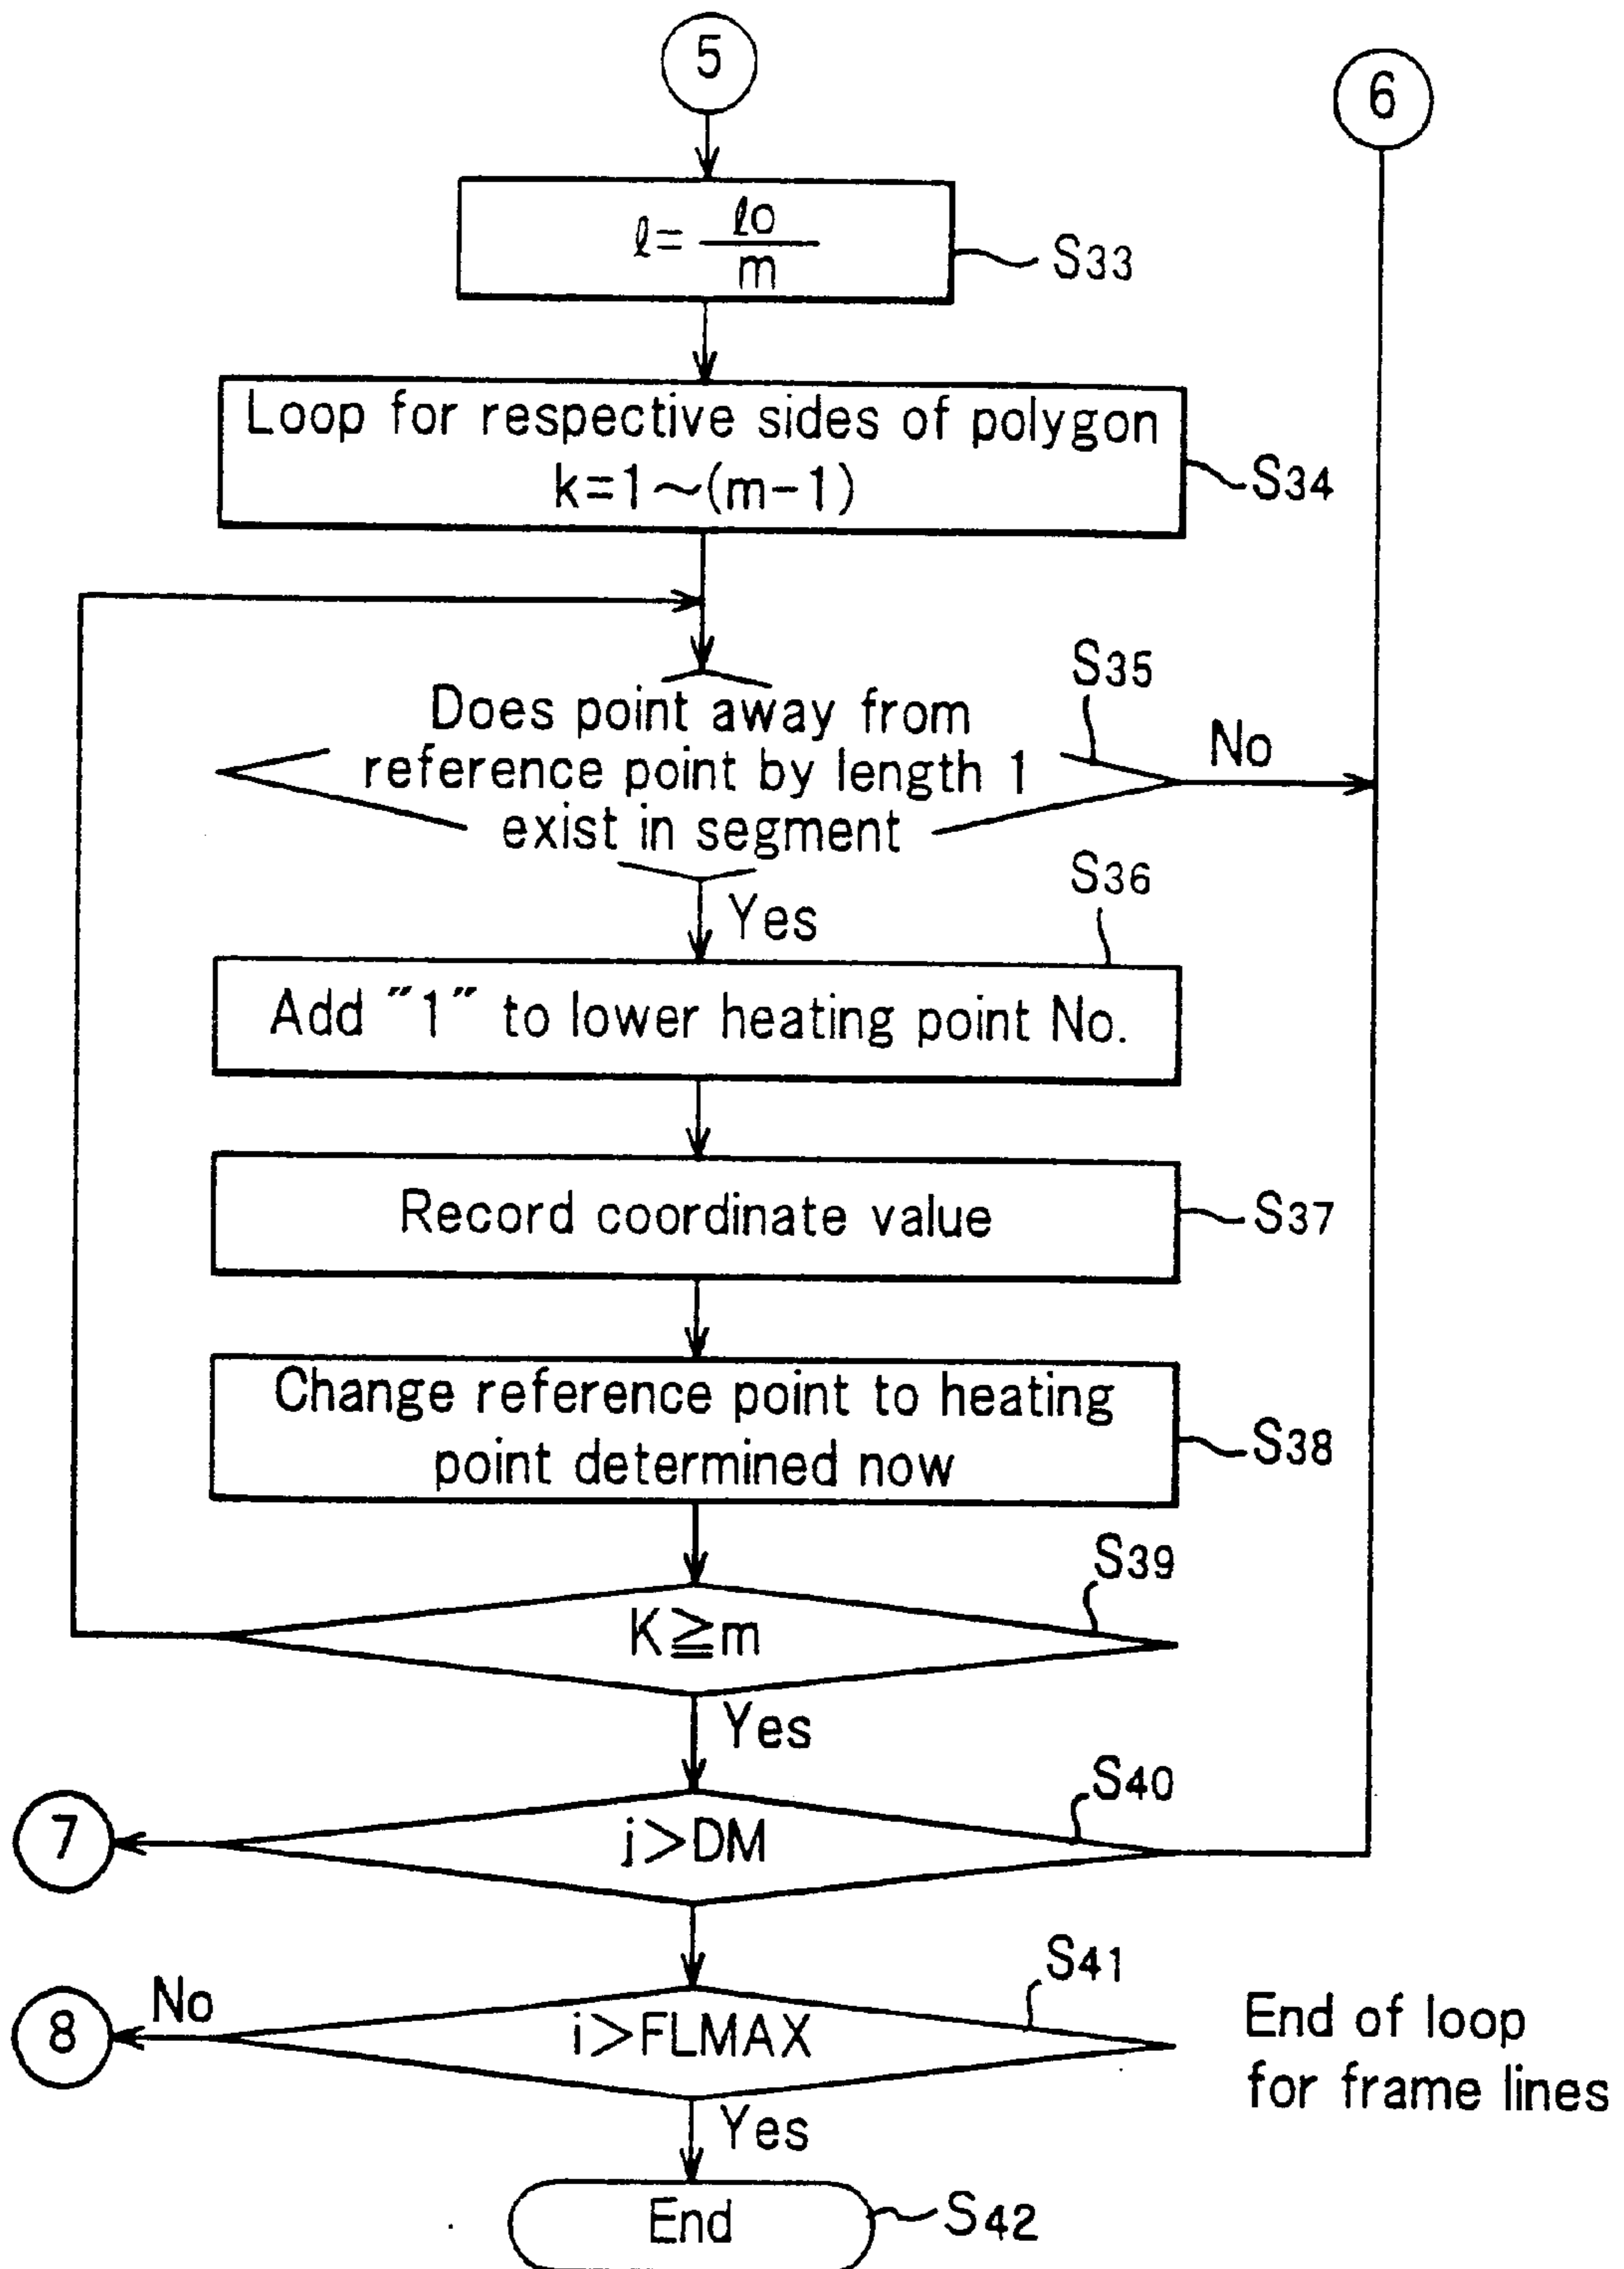 5
6
ℓ= ℓ0
m
S33
Loop for respective sides of polygon
k=1~(m-1)
S34
S35
Does point away from
reference point by length 1
exist in segment
No
Yes
S36
Add "1" to lower heating point No.
Record coordinate value
S37
Change reference point to heating
point determined now
S38
S39
K≧m
Yes
S40
7
j>DM
S41
No
8
i>FLMAX
End of loop
for frame lines
Yes
End
S42